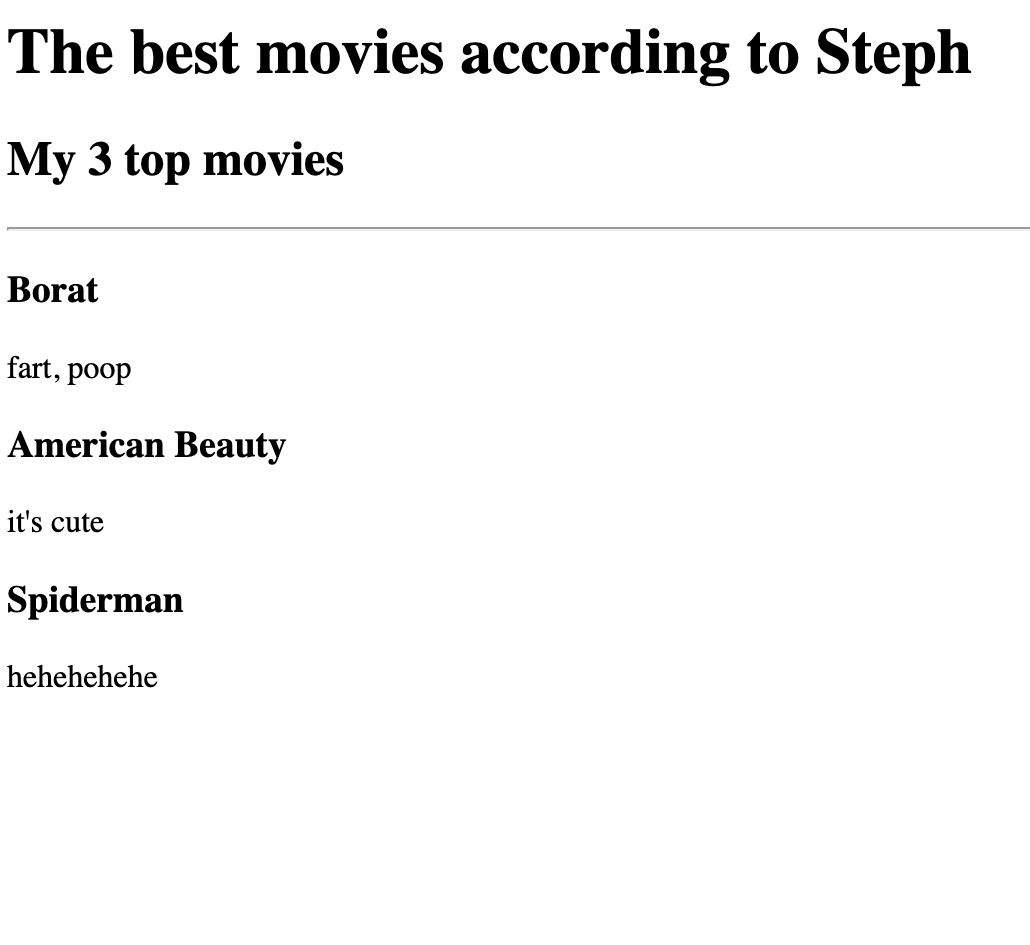 The best movies according to Steph
My 3 top movies
Borat
fart, poop
American Beauty
it's cute
Spiderman
hehehehehe